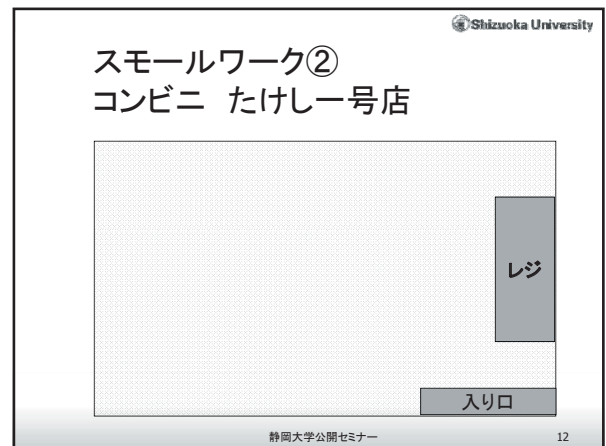 Shizuoka University
スモールワーク②
コンビニ たけし一号店
レジ
入り口
静岡大学公開セミナー
12